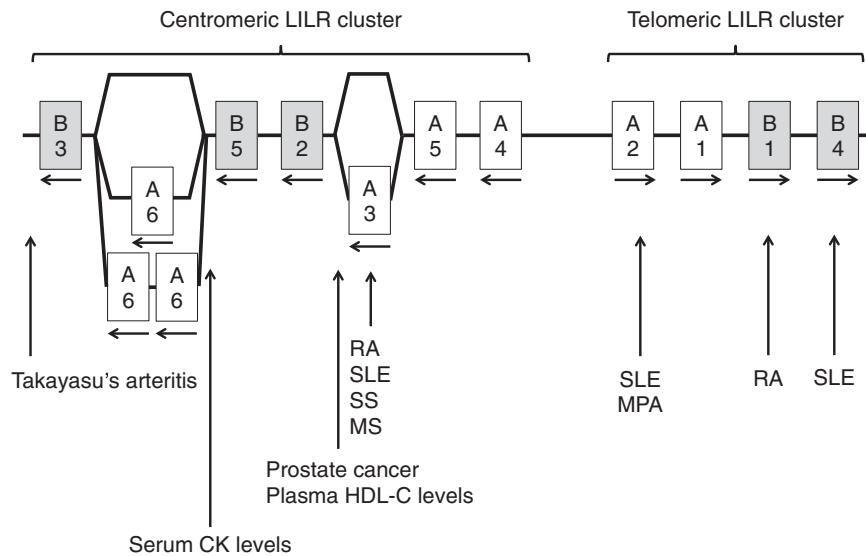 Centromeric LILR cluster
Telomeric LILR cluster
B
3
B
5
B
2
A
5
A
4
A
2
A
1
B
1
B
4
A
6
A
3
A
6
A
6
RA
SLE
SS
MS
Takayasu's arteritis
SLE
MPA
RA
SLE
Prostate cancer
Plasma HDL-C levels
Serum CK levels